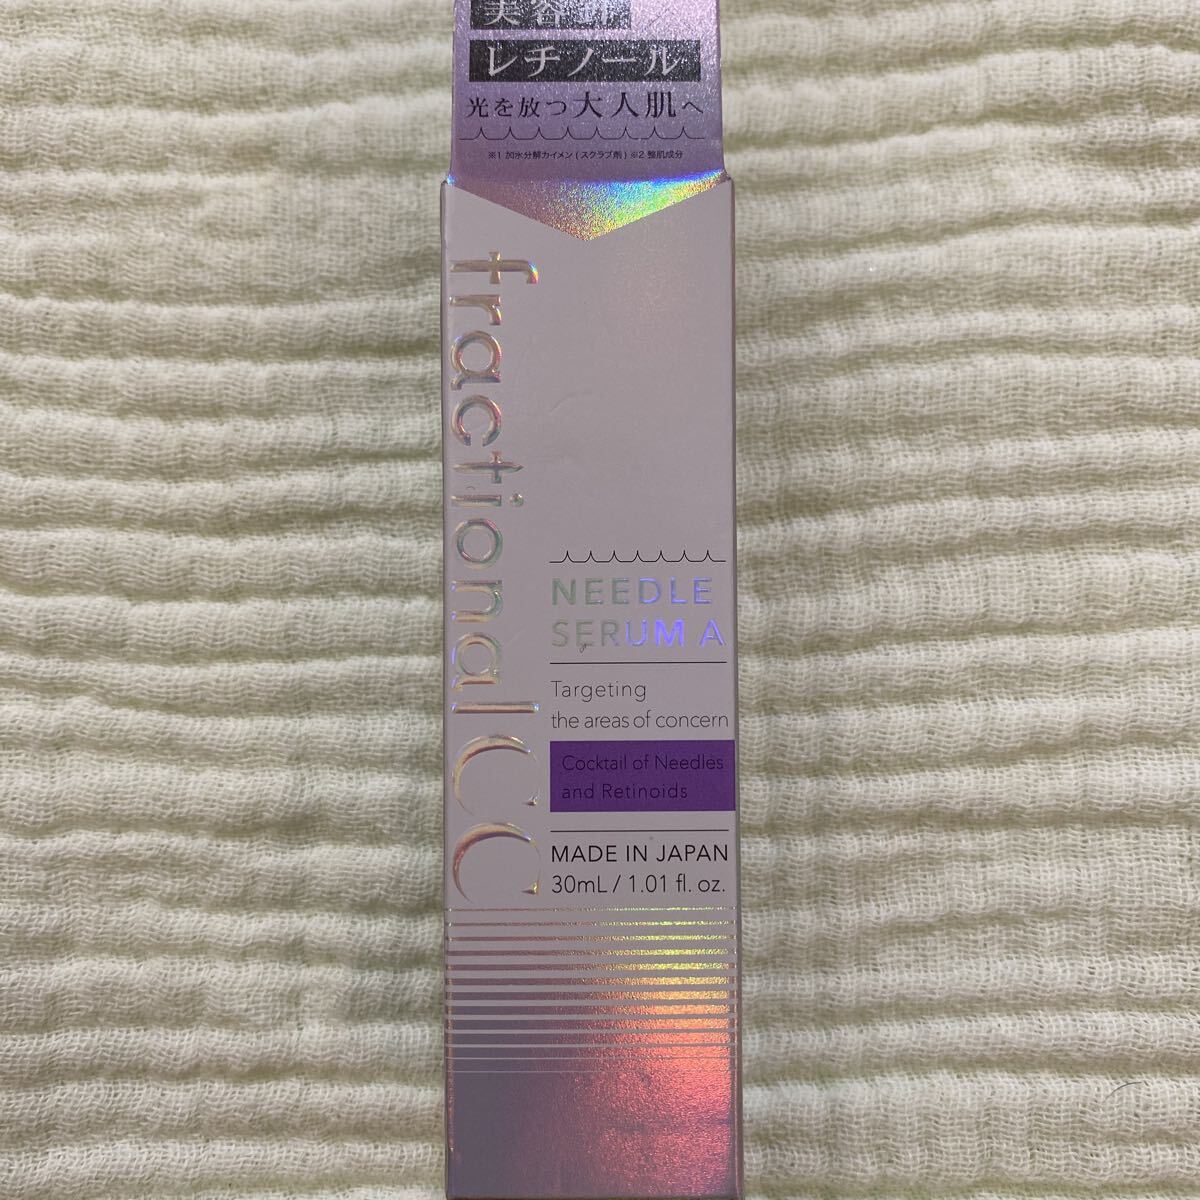 美容
レチノール
光を放つ大人肌へ
※1 加水分解カイメン(スクラブ剤) ※2 整肌成分
fractional CC
NEEDLE
SERUM A
Targeting
the areas of concern
Cocktail of Needles
and Retinoids
MADE IN JAPAN
30mL / 1.01 fl. oz.